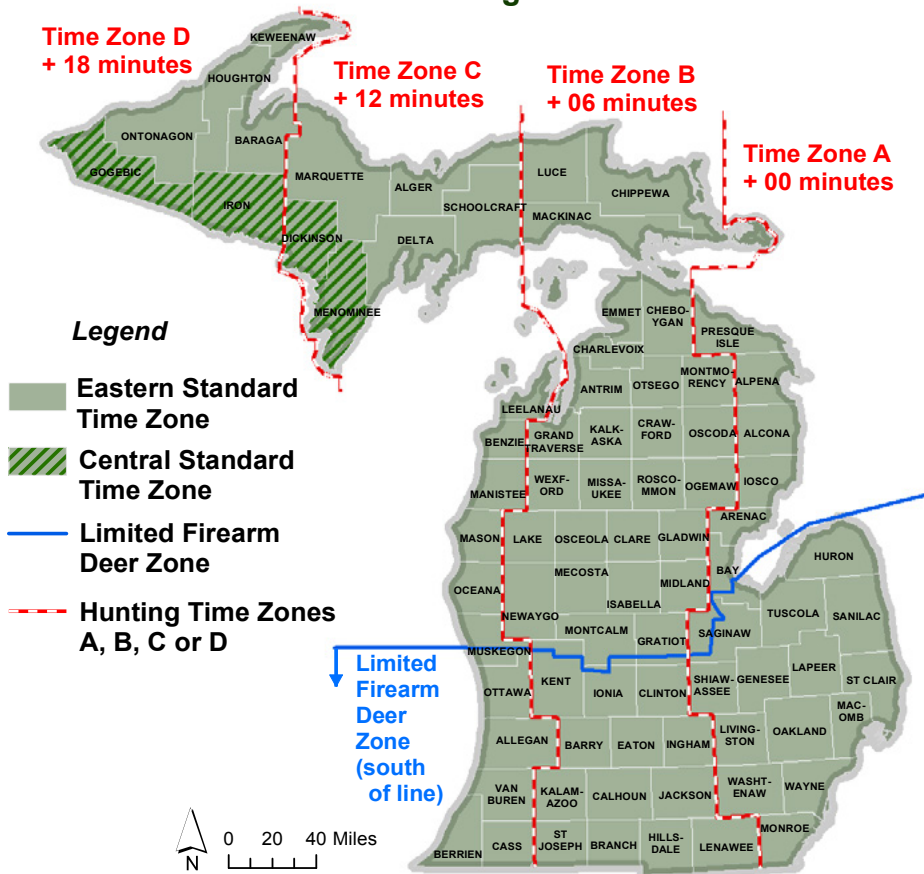 Time Zone D
+ 18 minutes
Time Zone C
+ 12 minutes
Time Zone B
+ 06 minutes
Time Zone A
+ 00 minutes
KEWEENAW
HOUGHTON
ONTONAGON
BARAGA
GOGEBIC
IRON
MARQUETTE
DICKINSON
MENOMINEE
ALGER
DELTA
SCHOOLCRAFT
LUCE
CHIPPEWA
MACKINAC
Legend
Eastern Standard
Time Zone
Central Standard
Time Zone
Limited Firearm
Deer Zone
Hunting Time Zones
A, B, C or D
EMMET
CHEBO-
YGAN
PRESQUE
ISLE
CHARLEVOIX
ANTRIM
OTSEGO
MONTMO-
RENCY
ALPENA
LEELANAU
BENZIE
GRAND
TRAVERSE
KALK-
ASKA
CRAW-
FORD
OSCODA
ALCONA
MANISTEE
WEXF-
ORD
MISSA-
UKEE
ROSCO-
MMON
OGEMAW
IOSCO
ARENAC
MASON
LAKE
OSCEOLA
CLARE
GLADWIN
BAY
HURON
OCEANA
NEWAYGO
MECOSTA
ISABELLA
MIDLAND
TUSCOLA
SANILAC
MUSKEGON
MONTCALM
GRATIOT
SAGINAW
Limited
Firearm
Deer
Zone
(south
of line)
OTTAWA
KENT
IONIA
CLINTON
SHIAW-
ASSEE
GENESEE
LAPEER
ST CLAIR
ALLEGAN
BARRY
EATON
INGHAM
LIVING-
STON
OAKLAND
MAC-
OMB
VAN
BUREN
KALAM-
AZOO
CALHOUN
JACKSON
WASHT-
ENAW
WAYNE
BERRIEN
CASS
ST
JOSEPH
BRANCH
HILLS-
DALE
LENAWEE
MONROE
N
0 20 40 Miles